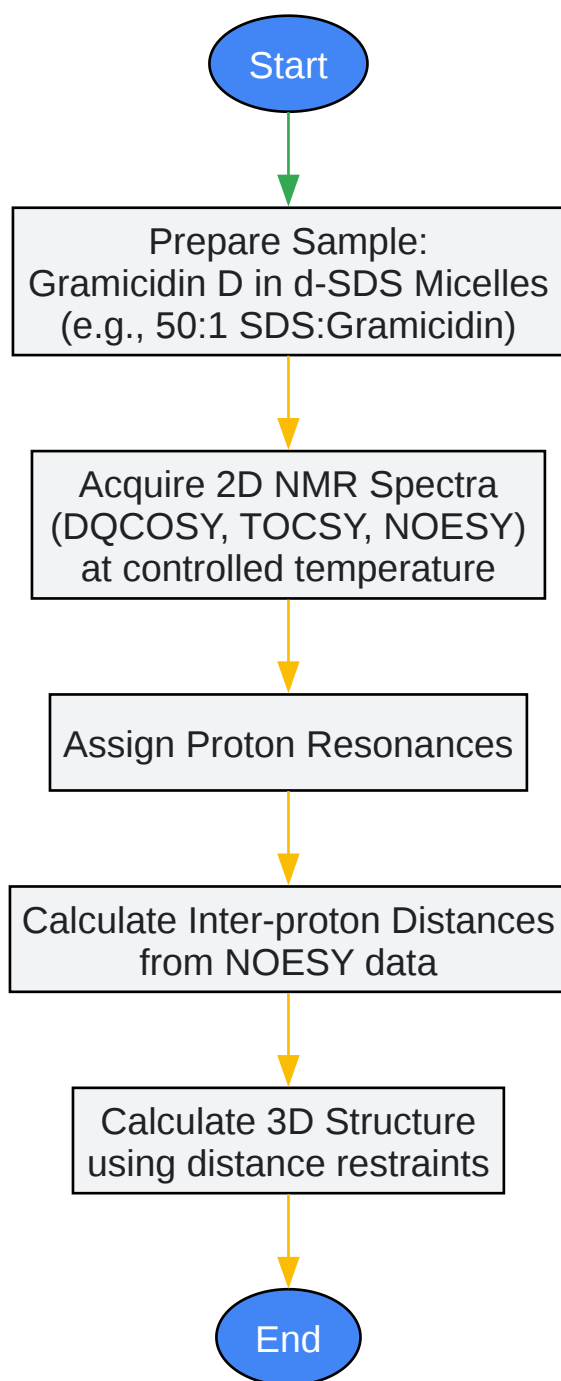 Start
Prepare Sample:
Gramicidin D in d-SDS Micelles
(e.g., 50:1 SDS:Gramicidin)
Acquire 2D NMR Spectra
(DQCOSY, TOCSY, NOESY)
at controlled temperature
Assign Proton Resonances
Calculate Inter-proton Distances
from NOESY data
Calculate 3D Structure
using distance restraints
End